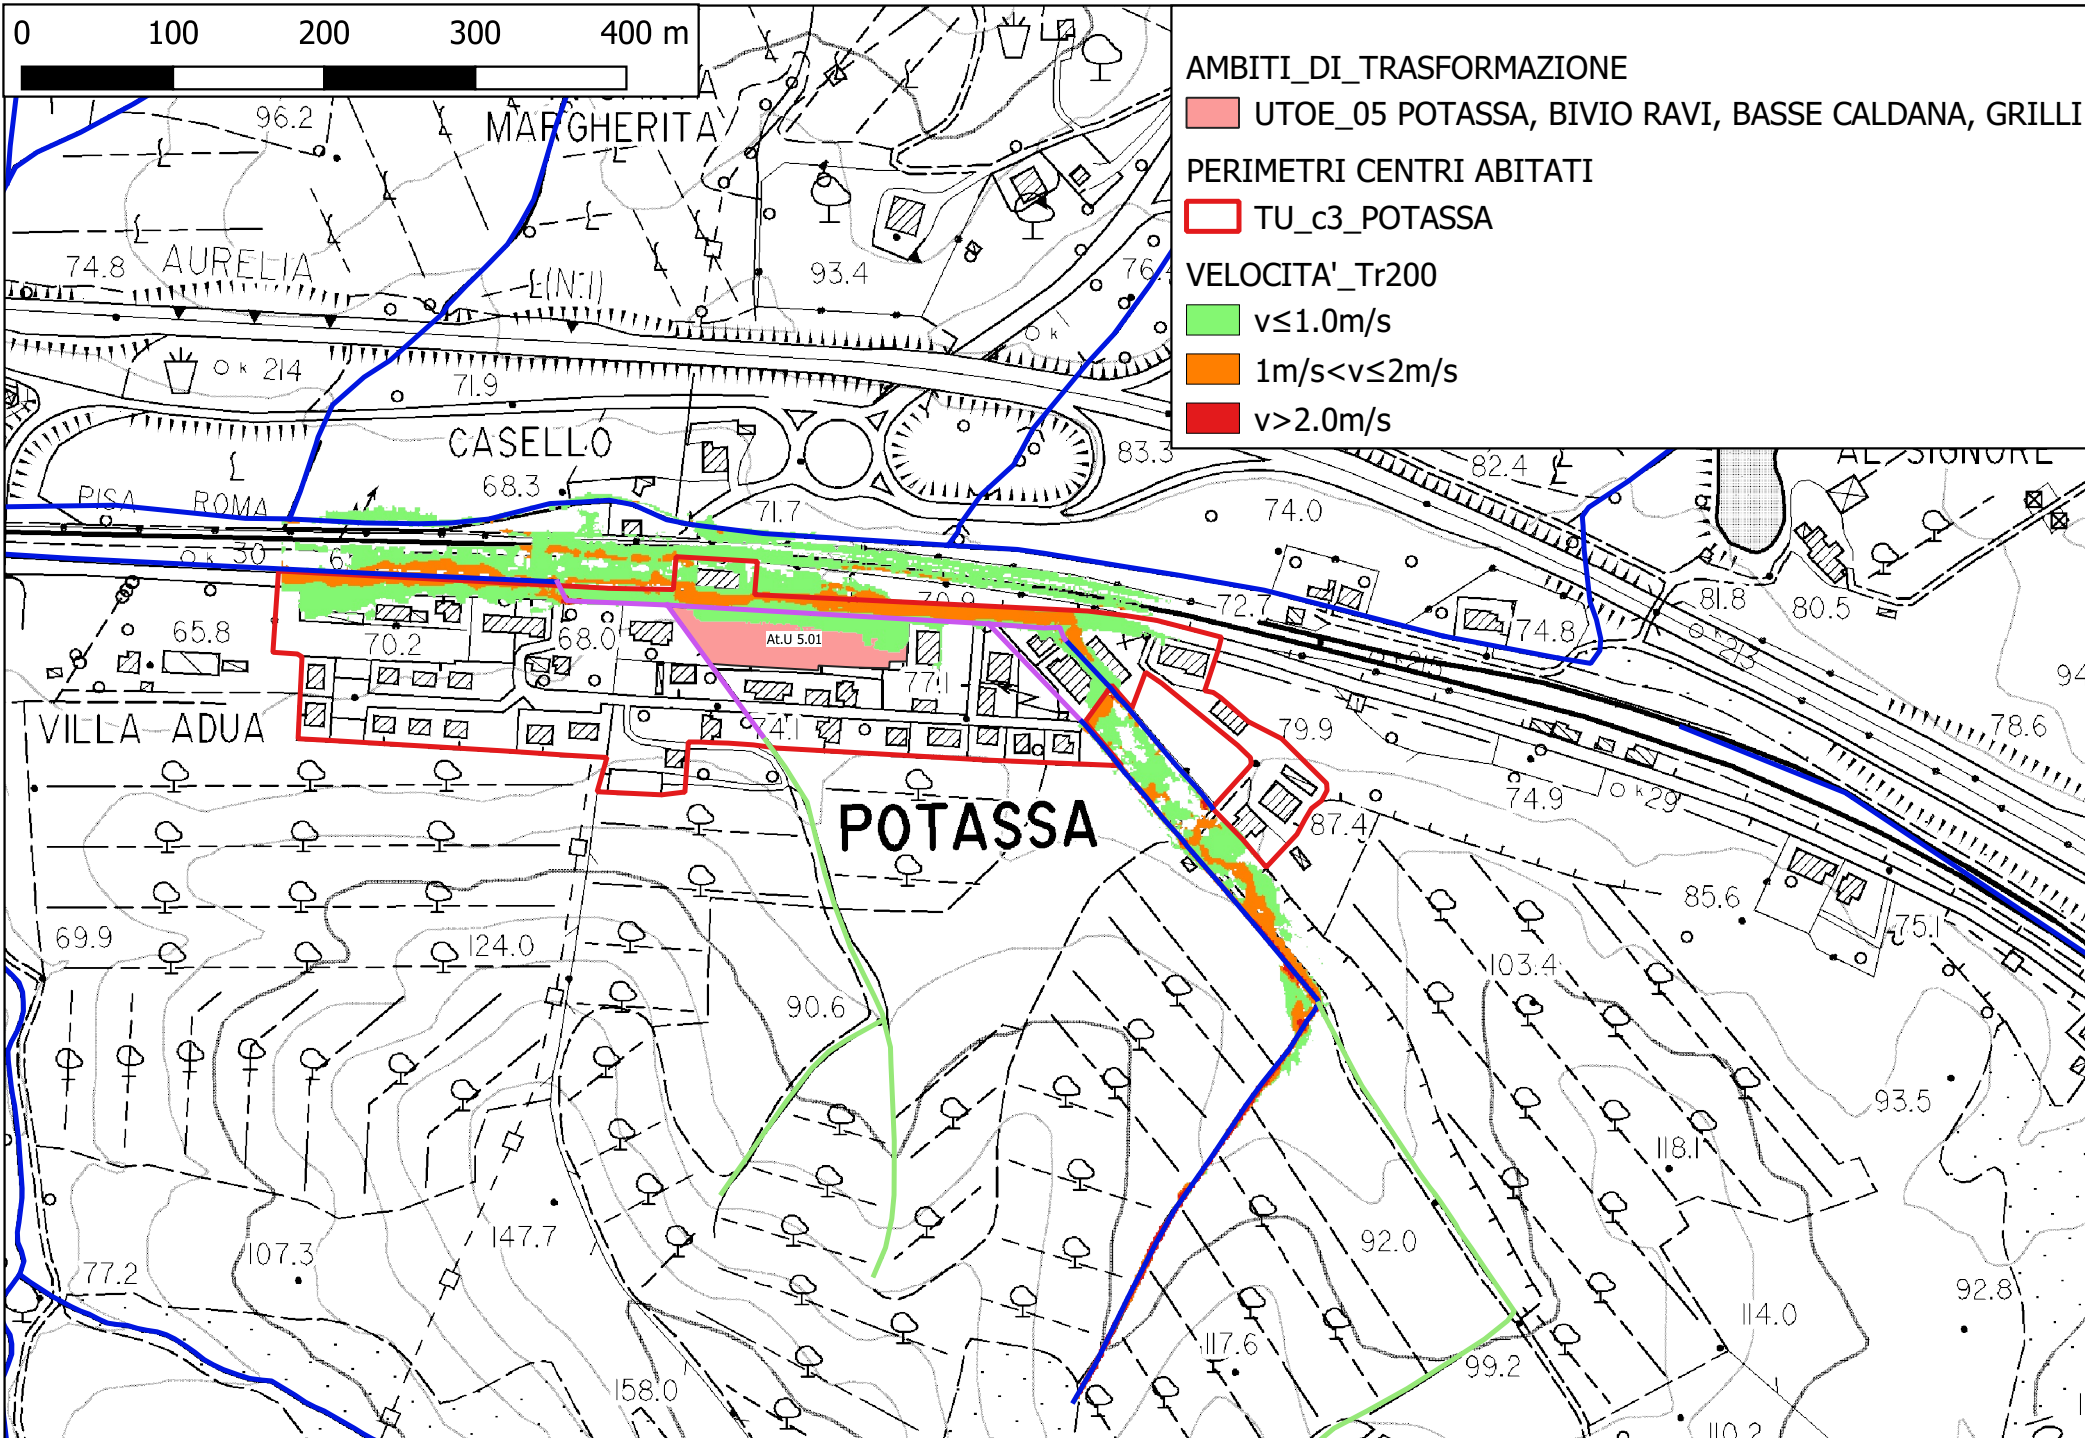 0 100 200 300 400 m
AMBITI_DI_TRASFORMAZIONE
UTOE_05 POTASSA, BIVIO RAVI, BASSE CALDANA, GRILLI
PERIMETRI CENTRI ABITATI
TU_c3_POTASSA
VELOCITA'_Tr200
v≤1.0m/s
1m/s<v≤2m/s
v>2.0m/s
96.2
MARGHERITA
74.8
AURELIA
(N.1)
93.4
k 214
71.9
CASELLO
83.3
82.4
68.3
PISA ROMA
71.7
74.0
k 30
72.7
81.8
80.5
65.8
70.2
68.0
At.U 5.01
74.8
77.1
VILLA ADUA
74.1
79.9
78.6
POTASSA
87.4
74.9
k 29
85.6
75.1
69.9
124.0
103.4
90.6
93.5
118.1
147.7
92.0
107.3
77.2
92.8
114.0
117.6
99.2
158.0
110.2